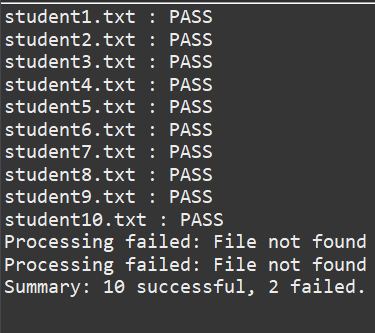 student1.txt : PASS
student2.txt : PASS
student3.txt : PASS
student4.txt : PASS
student5.txt : PASS
student6.txt : PASS
student7.txt : PASS
student8.txt : PASS
student9.txt : PASS
student10.txt : PASS
Processing failed: File not found
Processing failed: File not found
Summary: 10 successful, 2 failed.